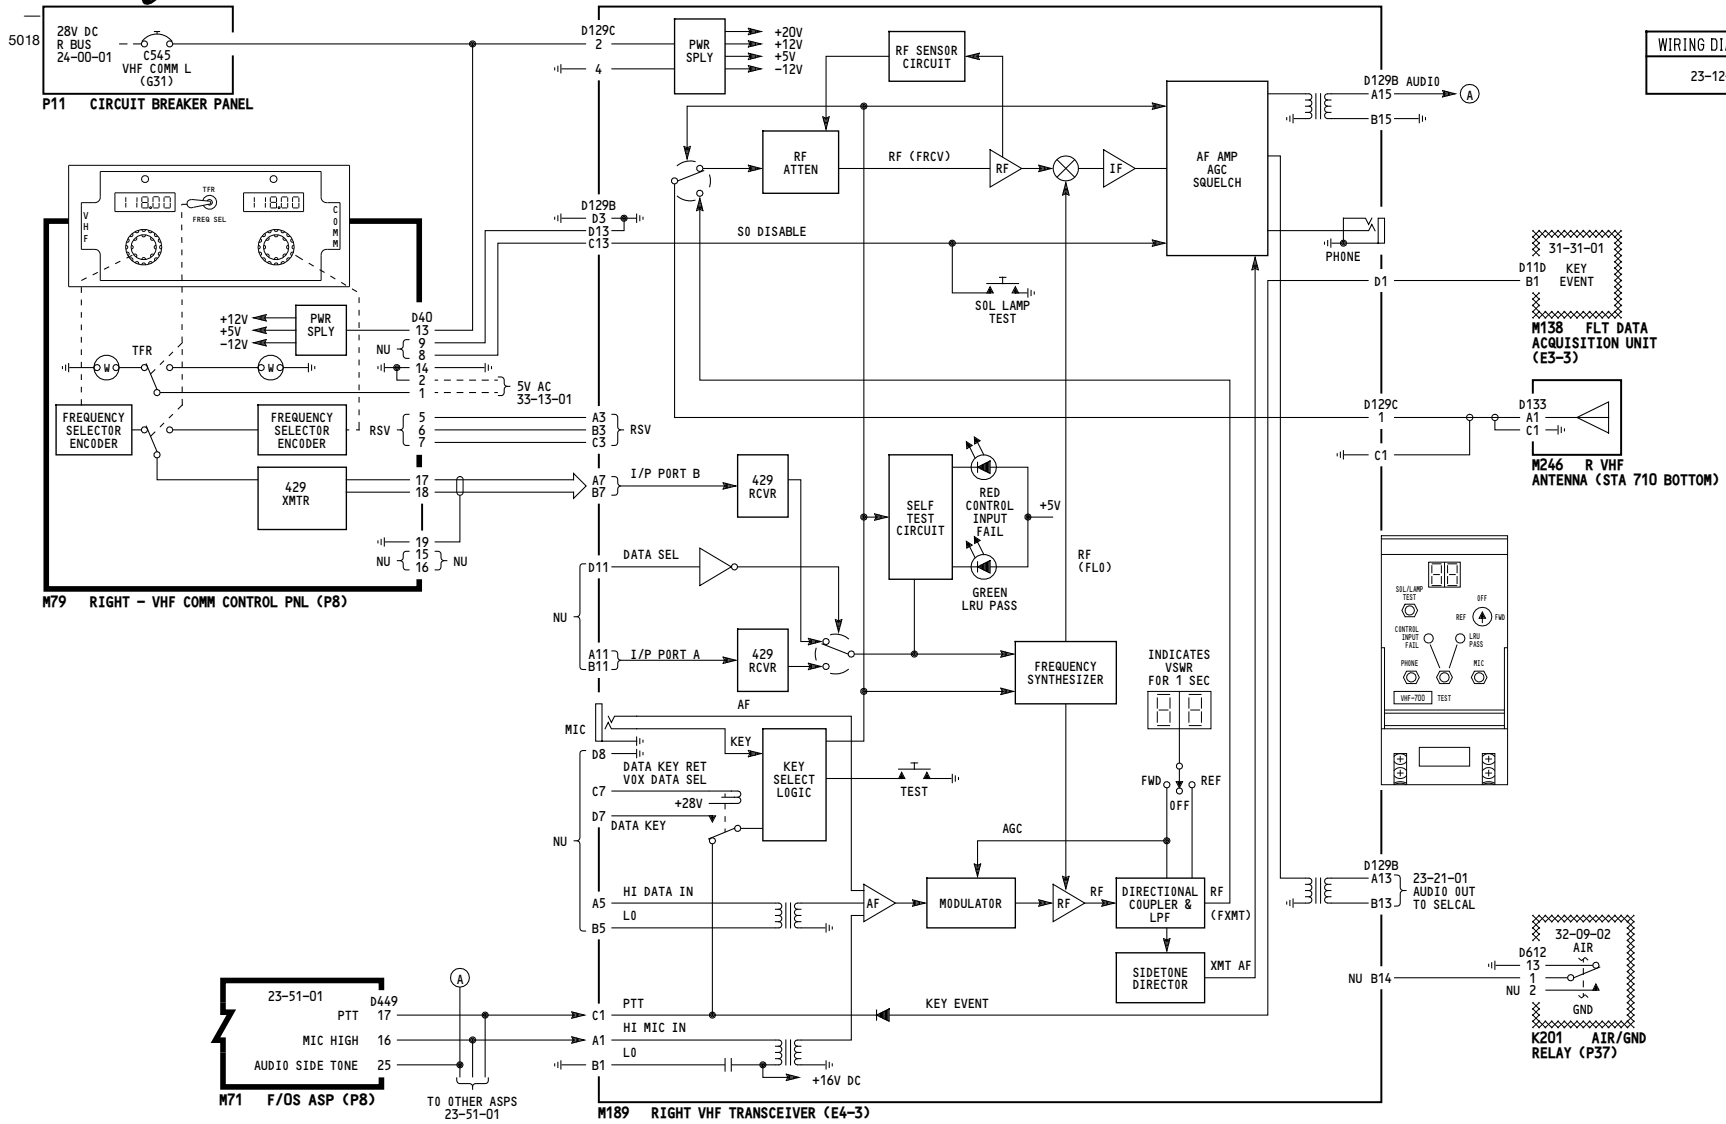 5018
28V DC
R BUS
24-00-01
C545
VHF COMM L
(G31)
P11 CIRCUIT BREAKER PANEL
D129C
2
4
PWR
SPLY
+20V
+12V
+5V
-12V
RF SENSOR
CIRCUIT
WIRING DIA
23-12
D129B AUDIO
A15
A
B15
RF
ATTEN
RF (FRCV)
RF
IF
AF AMP
AGC
SQUELCH
PHONE
VHF
118.00
TFR
FREQ SEL
118.00
COMM
D129B
D3
D13
C13
SO DISABLE
SOL LAMP
TEST
D1
31-31-01
D11D
B1
KEY
EVENT
M138 FLT DATA
ACQUISITION UNIT
(E3-3)
+12V
+5V
-12V
PWR
SPLY
D40
13
9
NU
8
14
2
1
5V AC
33-13-01
TFR
W
W
FREQUENCY
SELECTOR
ENCODER
FREQUENCY
SELECTOR
ENCODER
RSV
5
6
7
A3
B3
C3
RSV
D129C
1
C1
D133
A1
C1
M246 R VHF
ANTENNA (STA 710 BOTTOM)
429
XMTR
17
18
19
15
16
NU
NU
M79 RIGHT - VHF COMM CONTROL PNL (P8)
A7
B7
I/P PORT B
429
RCVR
SELF
TEST
CIRCUIT
RED
CONTROL
INPUT
FAIL
+5V
GREEN
LRU PASS
RF
(FLO)
D11
DATA SEL
NU
A11
B11
I/P PORT A
429
RCVR
FREQUENCY
SYNTHESIZER
INDICATES
VSWR
FOR 1 SEC
FWD
REF
OFF
SOL/LAMP
TEST
OFF
REF
FWD
CONTROL
INPUT
FAIL
LRU
PASS
PHONE
MIC
VHF-700
TEST
AF
MIC
KEY
D8
DATA KEY RET
VOX DATA SEL
C7
+28V
D7
DATA KEY
NU
KEY
SELECT
LOGIC
TEST
AGC
A5
HI DATA IN
LO
B5
AF
MODULATOR
RF
RF
DIRECTIONAL
COUPLER &
LPF
RF
(FXMT)
SIDETONE
DIRECTOR
XMT AF
D129B
A13
B13
23-21-01
AUDIO OUT
TO SELCAL
NU B14
32-09-02
D612
AIR
13
1
NU 2
GND
K201 AIR/GND
RELAY (P37)
23-51-01
D449
PTT 17
MIC HIGH 16
AUDIO SIDE TONE 25
A
M71 F/OS ASP (P8)
TO OTHER ASPS
23-51-01
C1
PTT
KEY EVENT
HI MIC IN
A1
LO
B1
+16V DC
M189 RIGHT VHF TRANSCEIVER (E4-3)